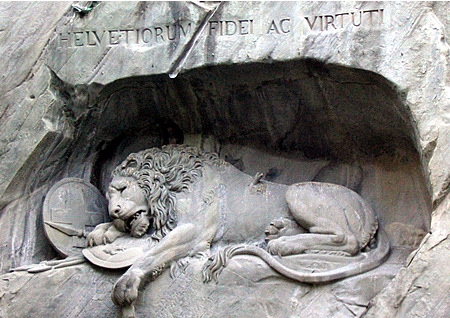 HELVETIORUM FIDEI AC VIRTUTI